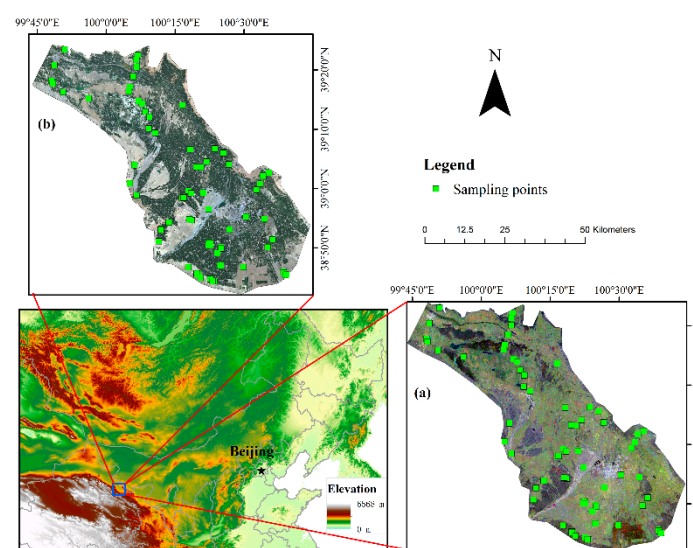 99°45'0"E 100°0'0"E 100°15'0"E 100°30'0"E
39°20'0"N
39°10'0"N
39°0'0"N
38°50'0"N
(b)
N
Legend
Sampling points
0 12.5 25 50 Kilometers
99°45'0"E 100°0'0"E 100°15'0"E 100°30'0"E
(a)
Beijing
Elevation
0 m